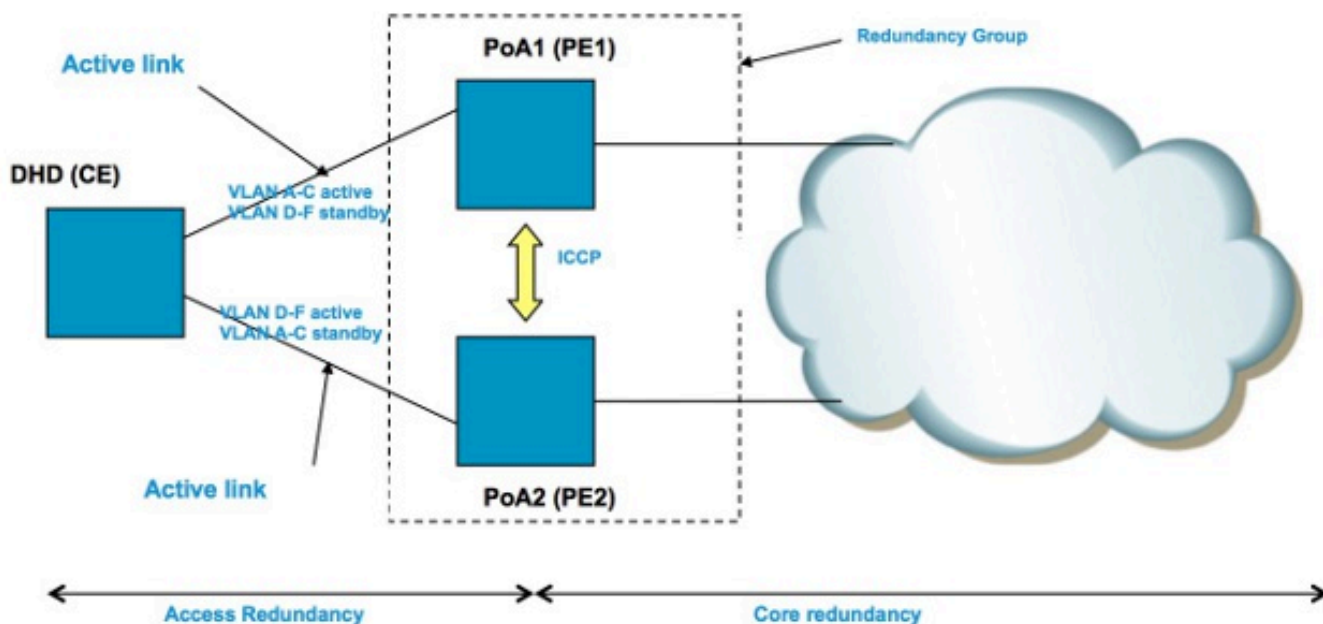 PoA1 (PE1)
Redundancy Group
Active link
DHD (CE)
VLAN A-C active
VLAN D-F standby
ICCP
VLAN D-F active
VLAN A-C standby
Active link
PoA2 (PE2)
Access Redundancy
Core redundancy